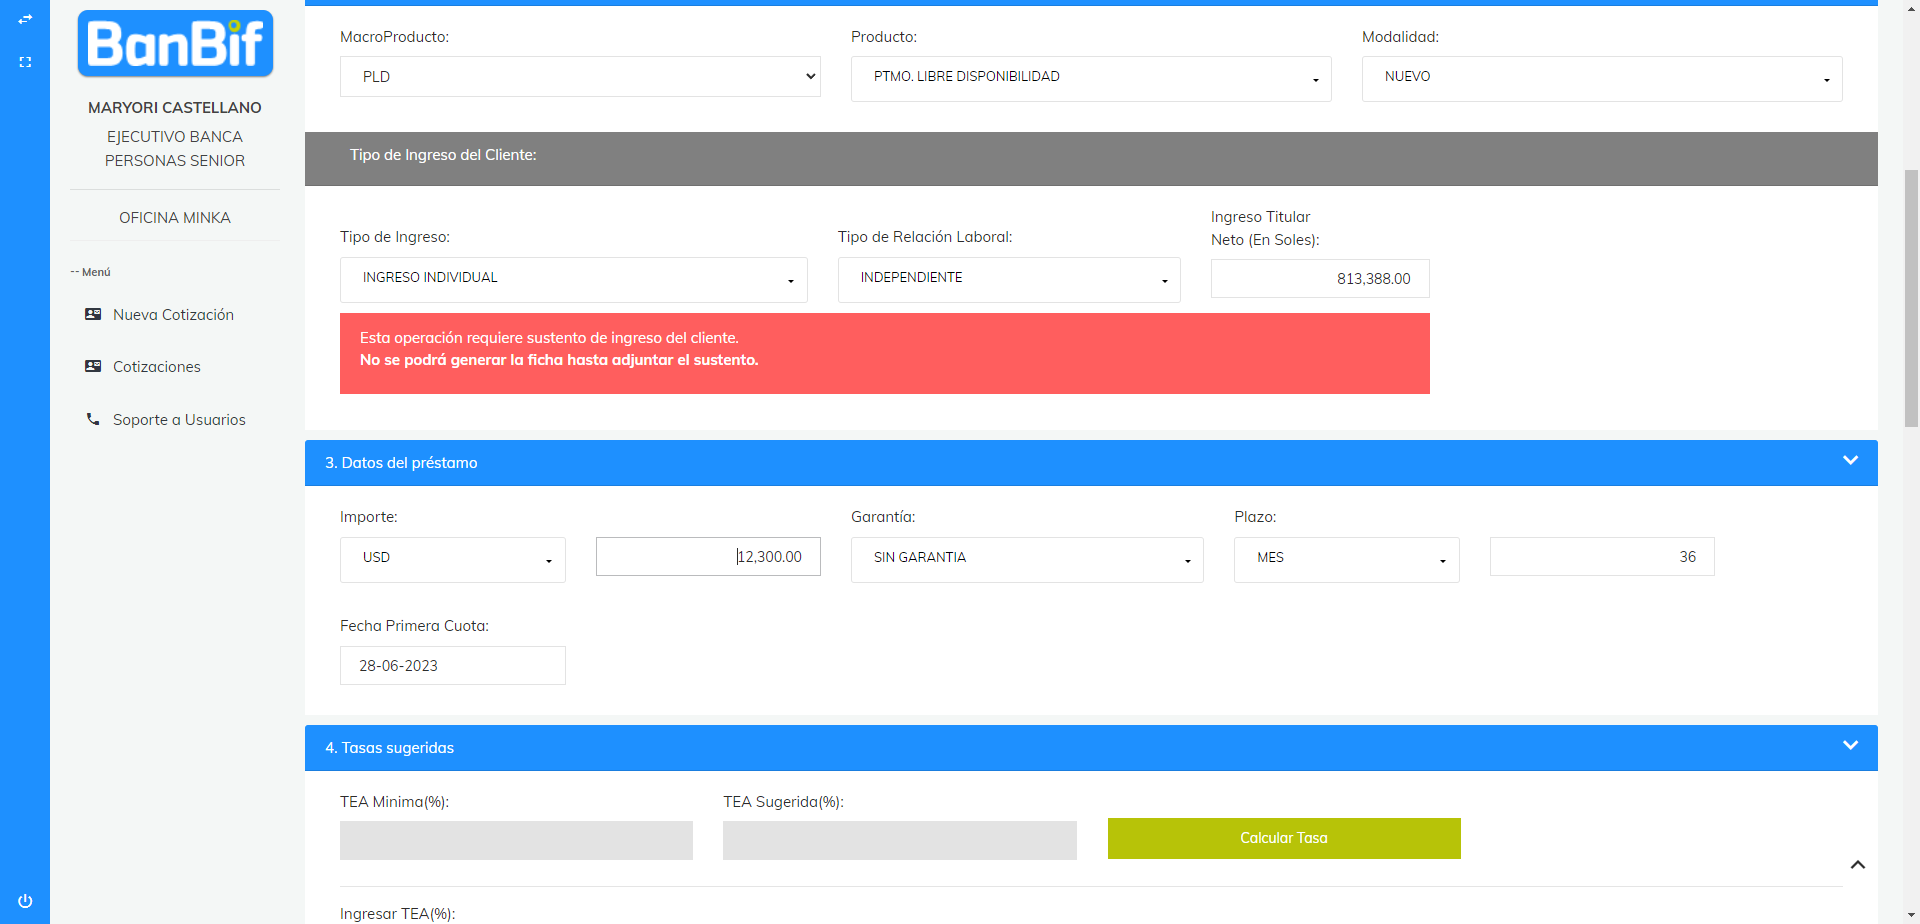 BanBif
MARYORI CASTELLANO
EJECUTIVO BANCA
PERSONAS SENIOR
OFICINA MINKA
-- Menú
Nueva Cotización
Cotizaciones
Soporte a Usuarios
MacroProducto:
Producto:
Modalidad:
PLD
PTMO. LIBRE DISPONIBILIDAD
NUEVO
Tipo de Ingreso del Cliente:
Tipo de Ingreso:
Tipo de Relación Laboral:
Ingreso Titular
Neto (En Soles):
INGRESO INDIVIDUAL
INDEPENDIENTE
813,388.00
Esta operación requiere sustento de ingreso del cliente.
No se podrá generar la ficha hasta adjuntar el sustento.
3. Datos del préstamo
Importe:
Garantía:
Plazo:
USD
12,300.00
SIN GARANTIA
MES
36
Fecha Primera Cuota:
28-06-2023
4. Tasas sugeridas
TEA Minima(%):
TEA Sugerida(%):
Calcular Tasa
Ingresar TEA(%):